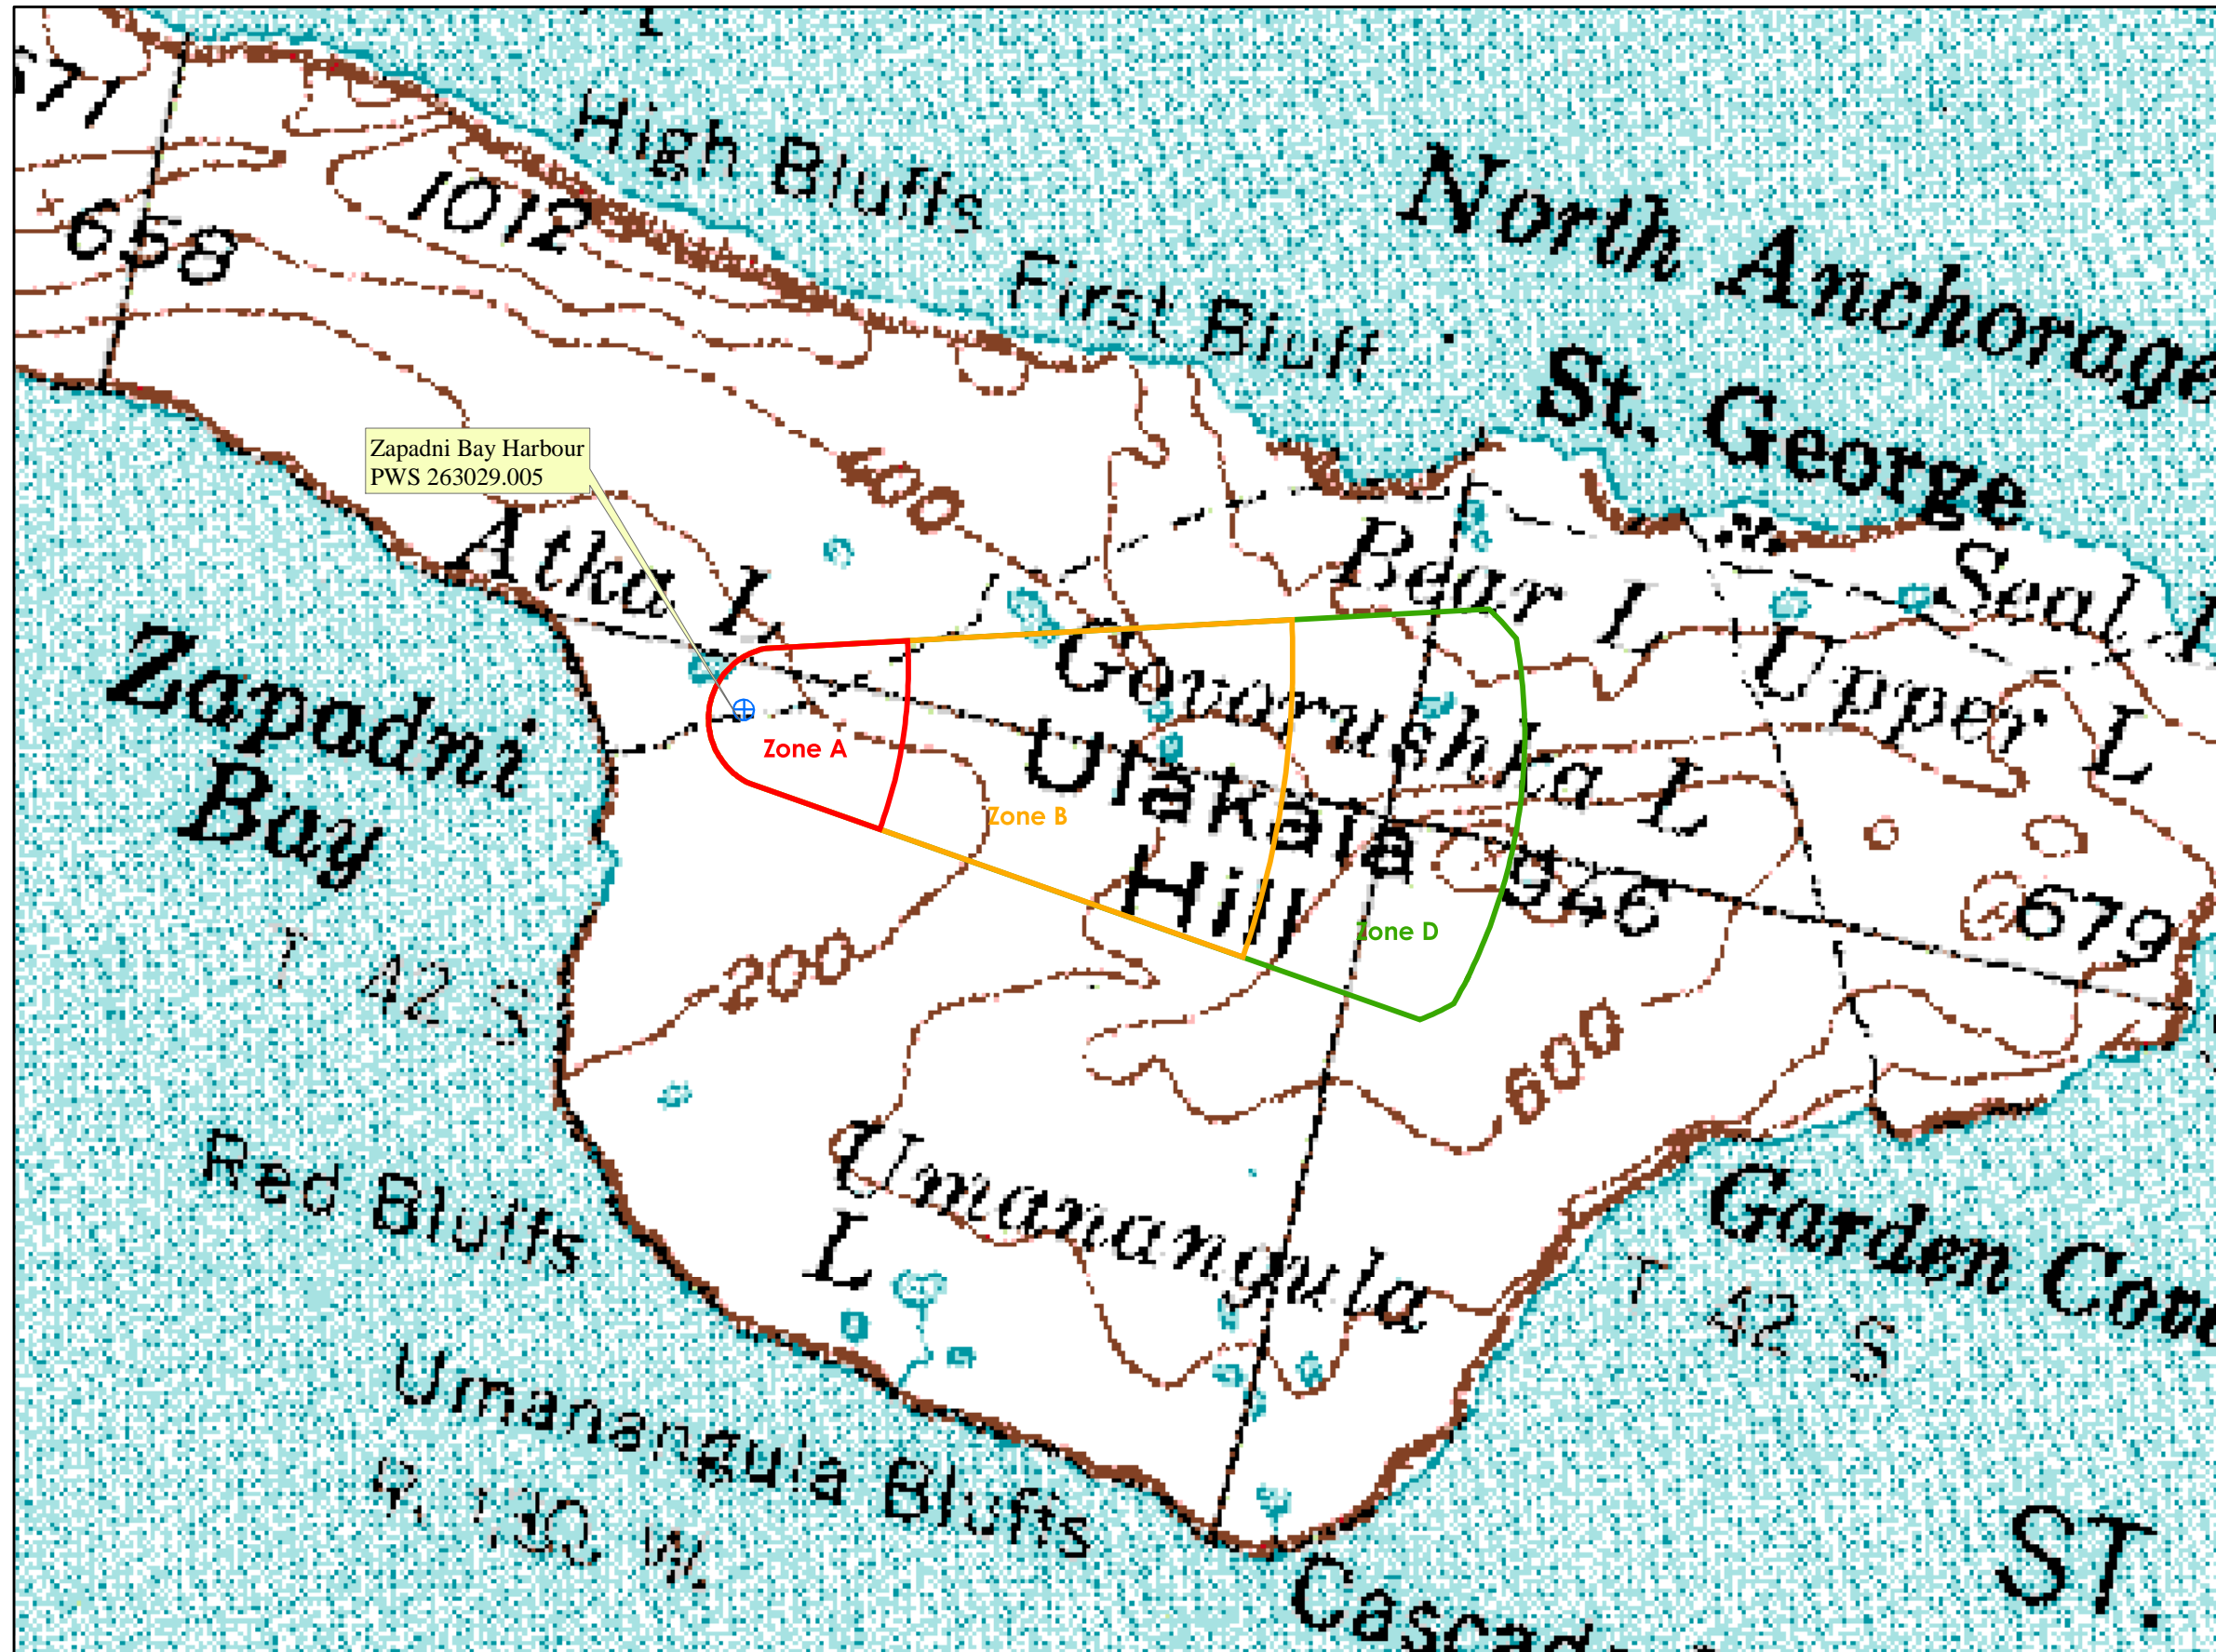 671
658
1012
High Bluffs
First Bluff
North Anchorage
St. George
Zapadni Bay Harbour
PWS 263029.005
400
Atka L
Bear L
Seal
Upper L
Govorushka L
Zapadni
Bay
Zone A
Zone B
Zone D
Ulakaia
Hill
946
679
T 42 S
200
600
Red Bluffs
Umanangula
L
Garden Cove
T 42 S
Umanangula Bluffs
ST.